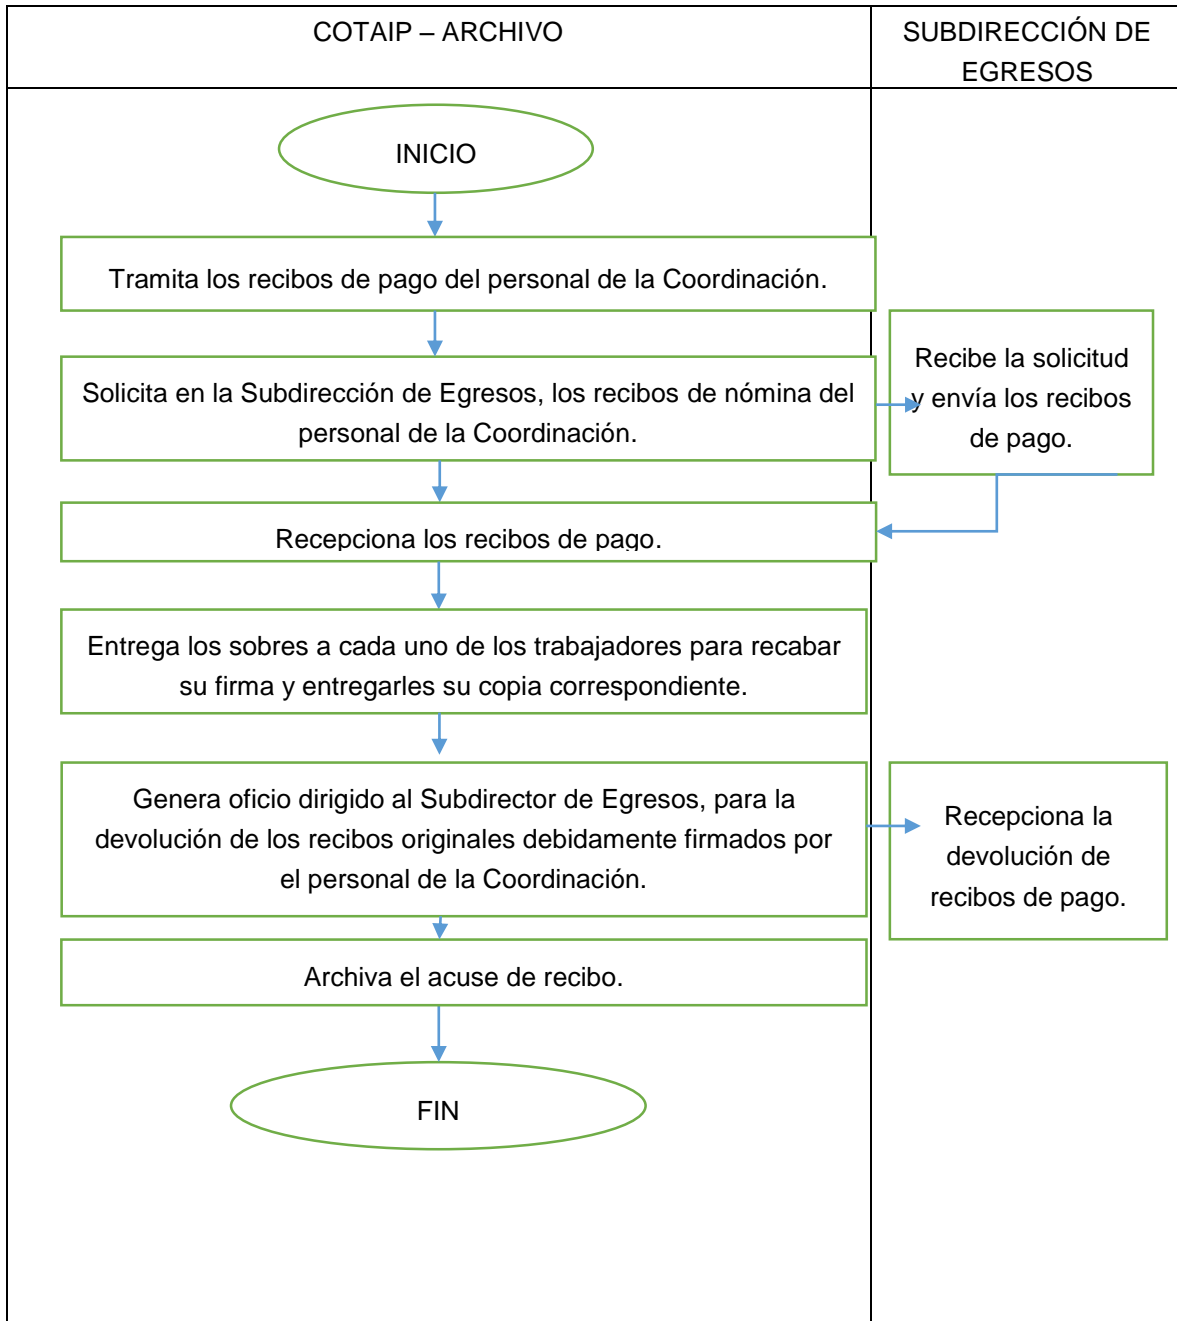 COTAIP – ARCHIVO
SUBDIRECCIÓN DE
EGRESOS
INICIO
Tramita los recibos de pago del personal de la Coordinación.
Solicita en la Subdirección de Egresos, los recibos de nómina del
personal de la Coordinación.
Recibe la solicitud
y envía los recibos
de pago.
Recepciona los recibos de pago.
Entrega los sobres a cada uno de los trabajadores para recabar
su firma y entregarles su copia correspondiente.
Genera oficio dirigido al Subdirector de Egresos, para la
devolución de los recibos originales debidamente firmados por
el personal de la Coordinación.
Recepciona la
devolución de
recibos de pago.
Archiva el acuse de recibo.
FIN